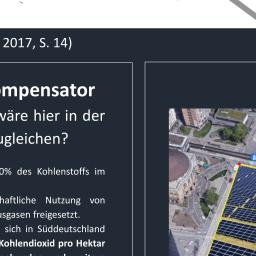 2017, S. 14)
ompensator
wäre hier in der
ugleichen?
0% des Kohlenstoffs im
haftliche Nutzung von
usgasen freigesetzt.
sich in Süddeutschland
Kohlendioxid pro Hektar